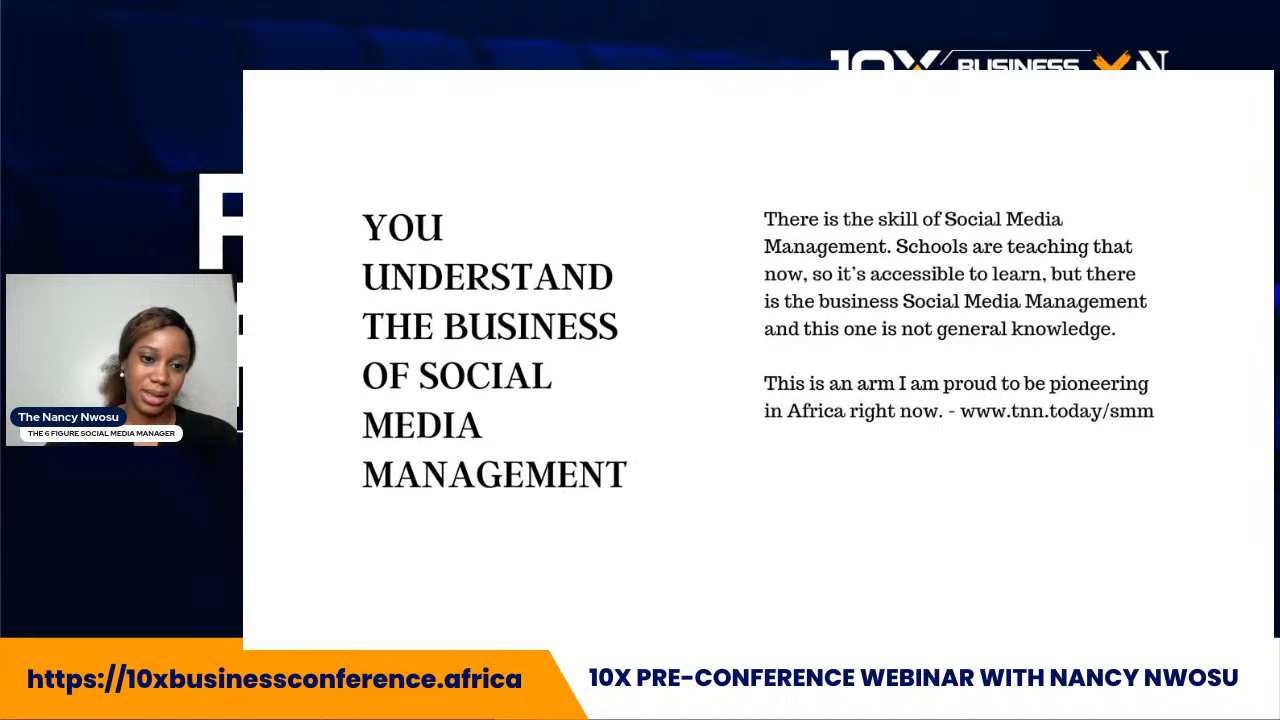 10X BUSINESS
YOU
UNDERSTAND
THE BUSINESS
OF SOCIAL
MEDIA
MANAGEMENT
There is the skill of Social Media
Management. Schools are teaching that
now, so it's accessible to learn, but there
is the business Social Media Management
and this one is not general knowledge.
This is an arm I am proud to be pioneering
in Africa right now. - www.tnn.today/smm
The Nancy Nwosu
THE 6 FIGURE SOCIAL MEDIA MANAGER
https://10xbusinessconference.africa
10X PRE-CONFERENCE WEBINAR WITH NANCY NWOSU